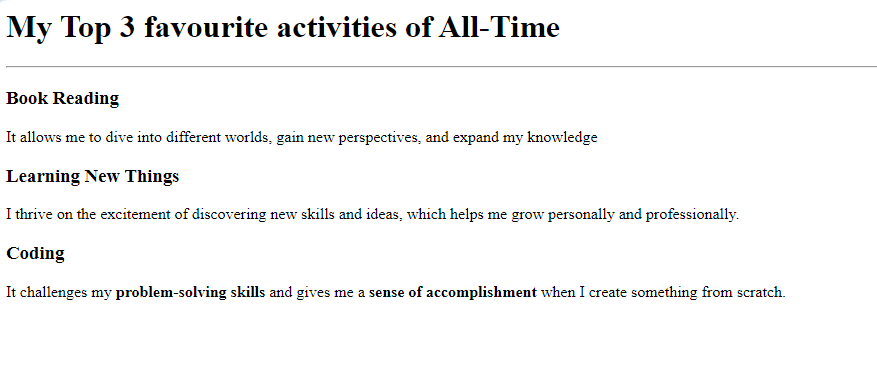 My Top 3 favourite activities of All-Time
Book Reading
It allows me to dive into different worlds, gain new perspectives, and expand my knowledge
Learning New Things
I thrive on the excitement of discovering new skills and ideas, which helps me grow personally and professionally.
Coding
It challenges my problem-solving skills and gives me a sense of accomplishment when I create something from scratch.